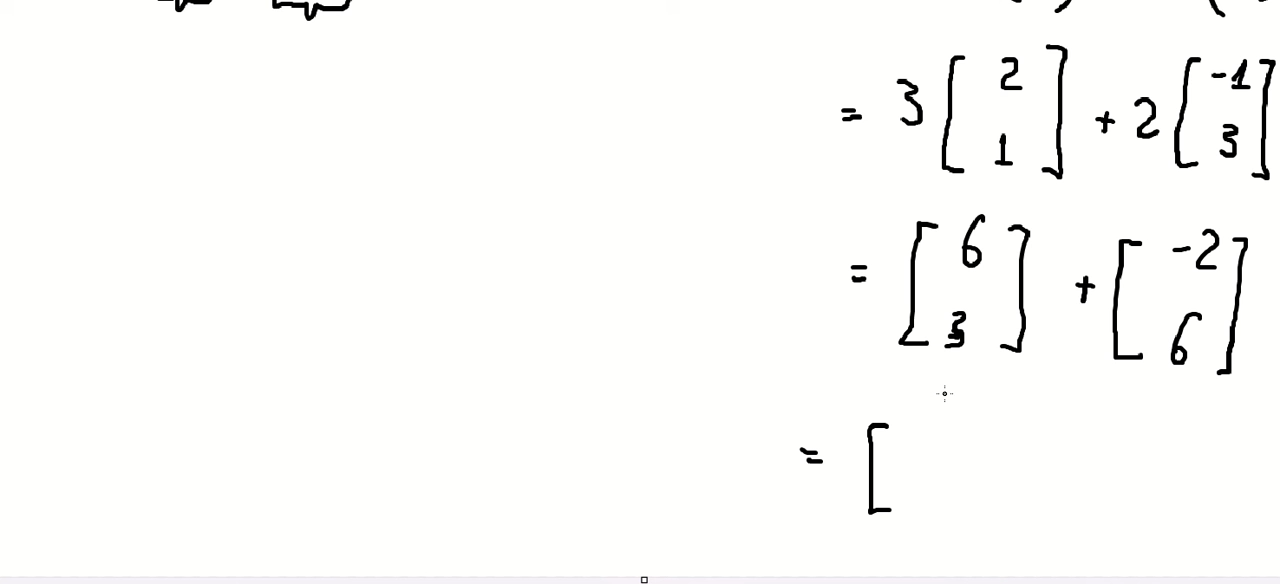 = 3 [ 2 1 ] + 2 [ -1 3 ]
= [ 6 3 ] + [ -2 6 ]
= [